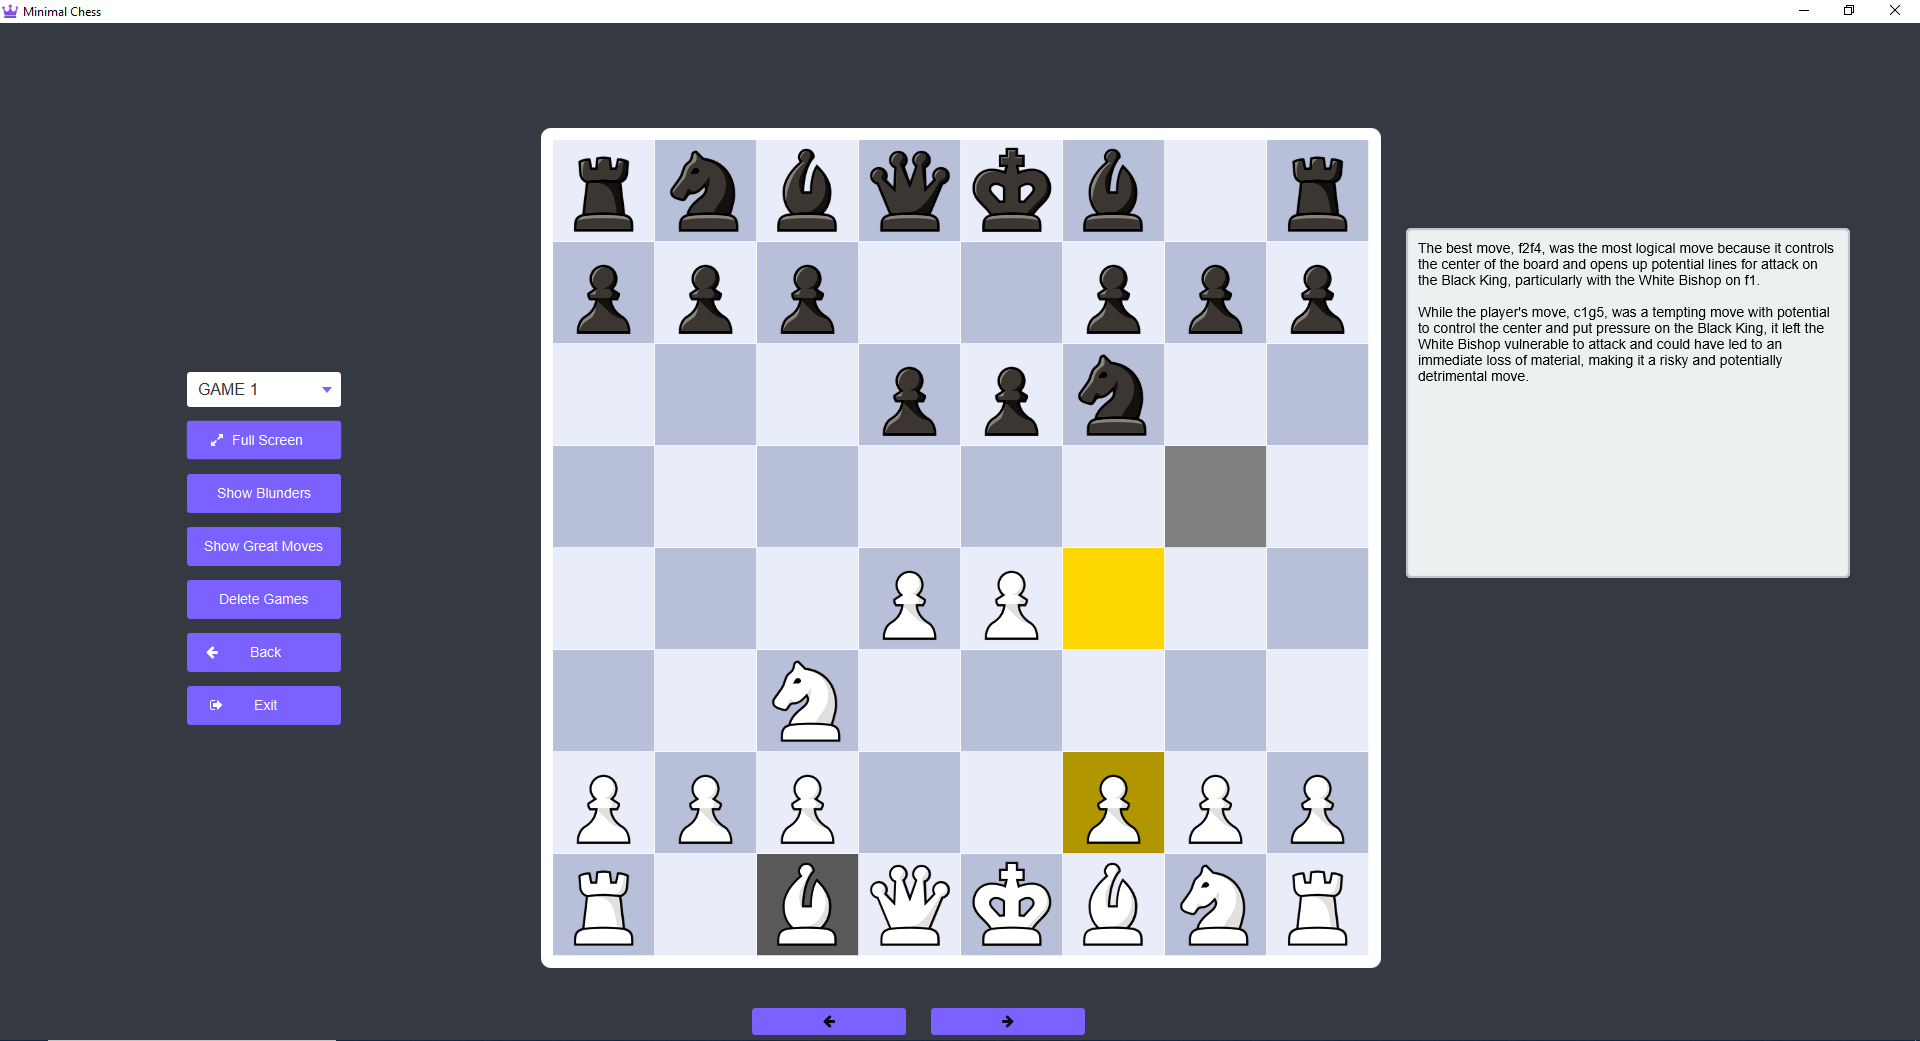 Minimal Chess
GAME 1
Full Screen
Show Blunders
Show Great Moves
Delete Games
Back
Exit
The best move, f2f4, was the most logical move because it controls
the center of the board and opens up potential lines for attack on
the Black King, particularly with the White Bishop on f1.
While the player's move, c1g5, was a tempting move with potential
to control the center and put pressure on the Black King, it left the
White Bishop vulnerable to attack and could have led to an
immediate loss of material, making it a risky and potentially
detrimental move.